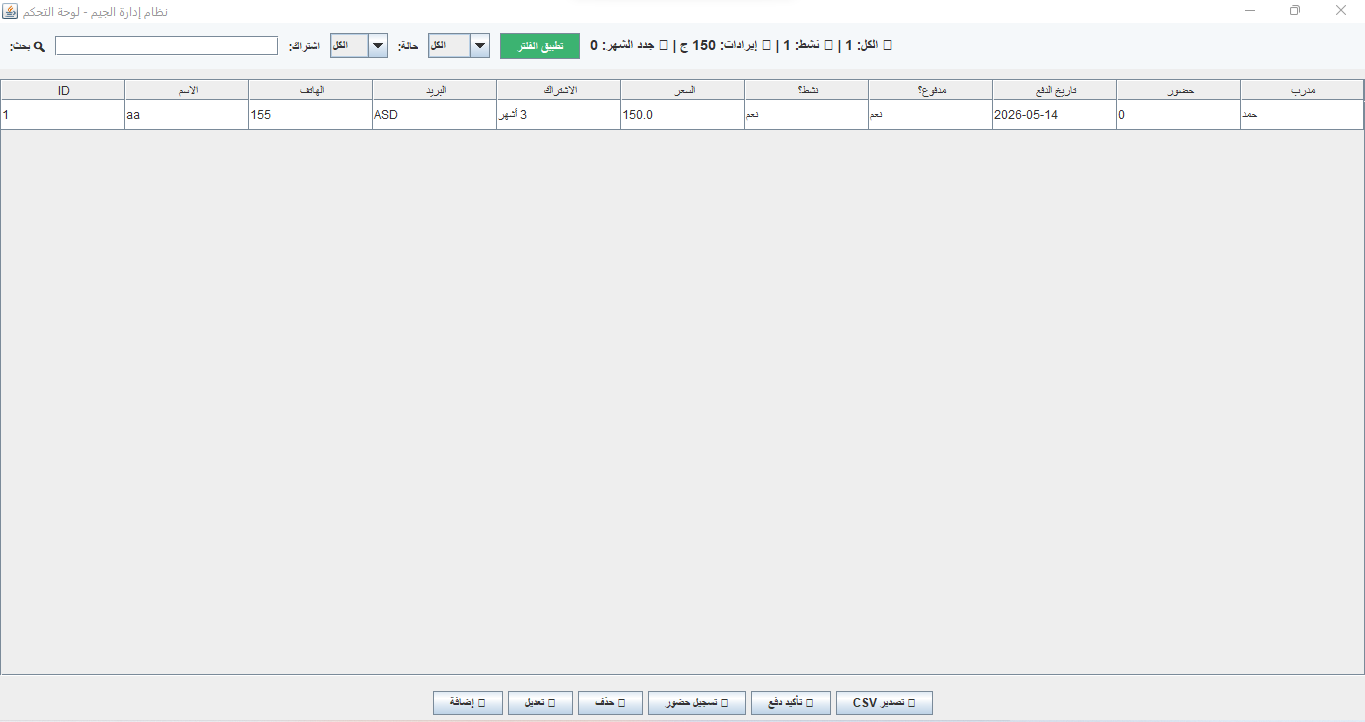 نظام إدارة الجيم - لوحة التحكم
بحث:
اشتراك: الكل
حالة: الكل
تطبيق الفلتر
الكل: 1 | نشط: 1 | إيرادات: 150 ج | جدد الشهر: 0
ID الاسم الهاتف البريد الاشتراك السعر نشط؟ مدفوع؟ تاريخ الدفع حضور مدرب
1 aa 155 ASD 3 أشهر 150.0 نعم نعم 2026-05-14 0 حمد
إضافة تعديل حذف تسجيل حضور تأكيد دفع تصدير CSV